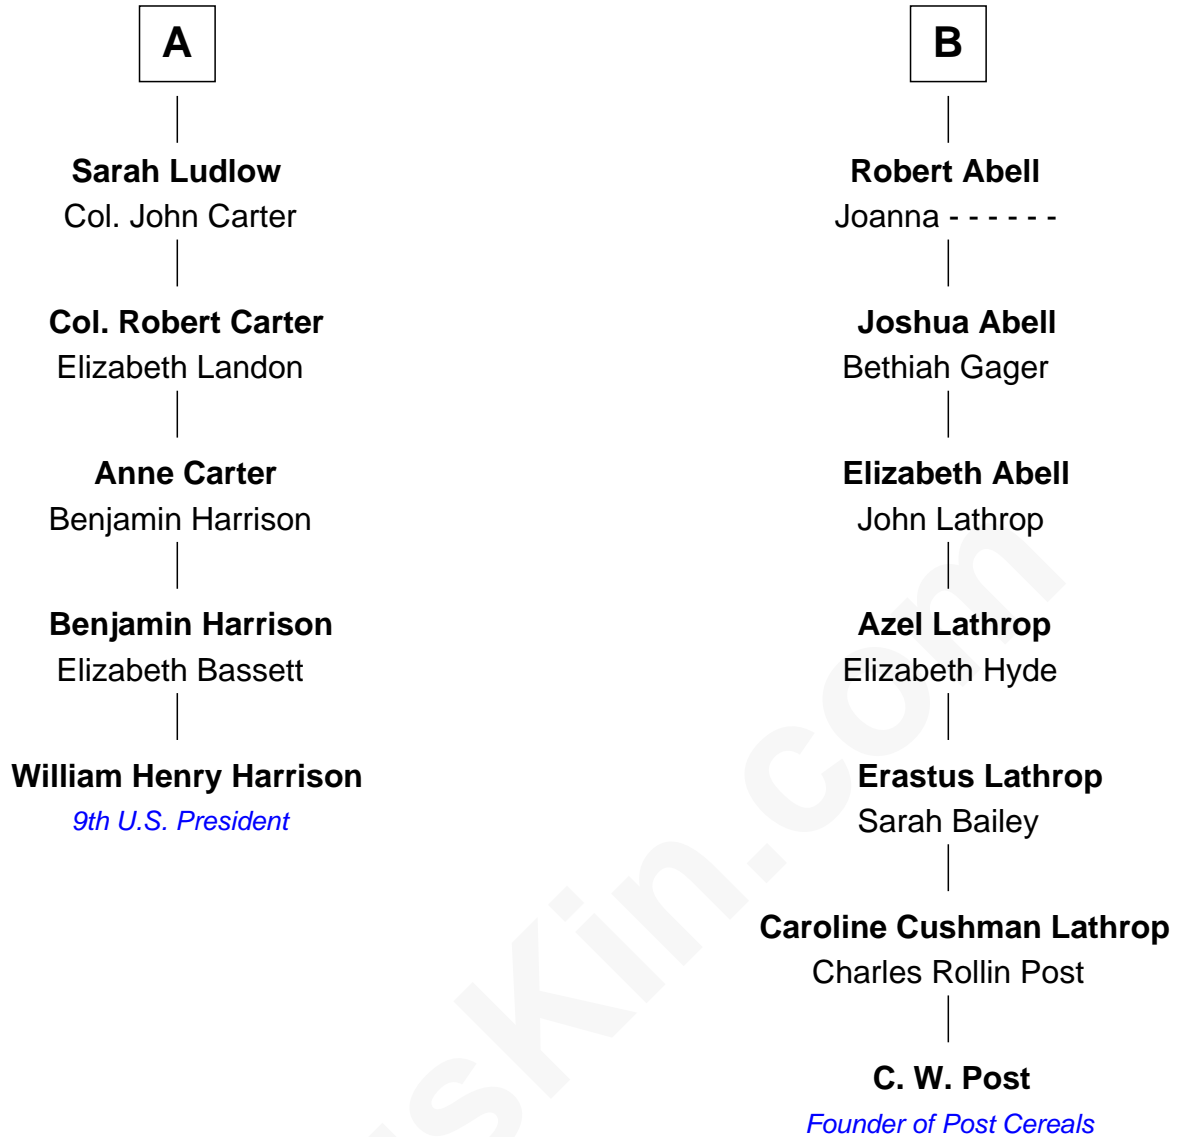 A
Sarah Ludlow
Col. John Carter
Col. Robert Carter
Elizabeth Landon
Anne Carter
Benjamin Harrison
Benjamin Harrison
Elizabeth Bassett
William Henry Harrison
9th U.S. President
B
Robert Abell
Joanna - - - - - -
Joshua Abell
Bethiah Gager
Elizabeth Abell
John Lathrop
Azel Lathrop
Elizabeth Hyde
Erastus Lathrop
Sarah Bailey
Caroline Cushman Lathrop
Charles Rollin Post
C. W. Post
Founder of Post Cereals
sKin.com